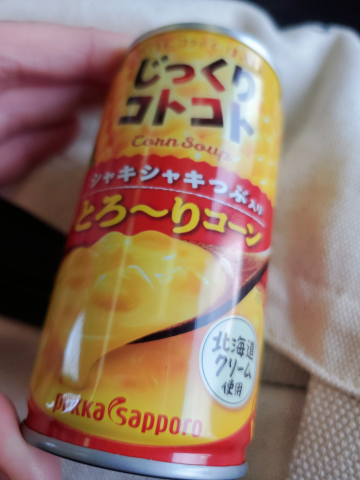 じっくり
コトコト
Corn Soup
シャキシャキつぶ入り
とろ〜りコーン
北海道
クリーム
使用
pokka sapporo